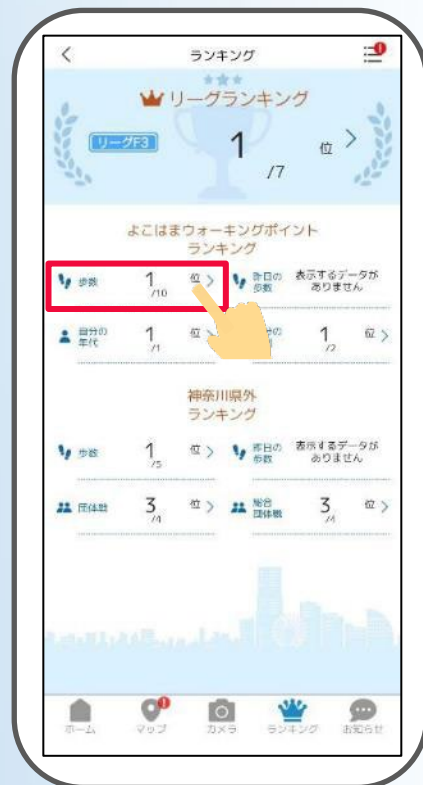 ランキング
リーグランキング
リーグF3
1
位
/7
よこはまウォーキングポイント
ランキング
歩数
1
位
/10
昨日の
歩数
表示するデータが
ありません
自分の
年代
1
位
/1
の
1
位
/2
神奈川県外
ランキング
歩数
1
位
/5
昨日の
歩数
表示するデータが
ありません
団体戦
3
位
/4
総合
団体戦
3
位
/4
ホーム
マップ
カメラ
ランキング
お知らせ